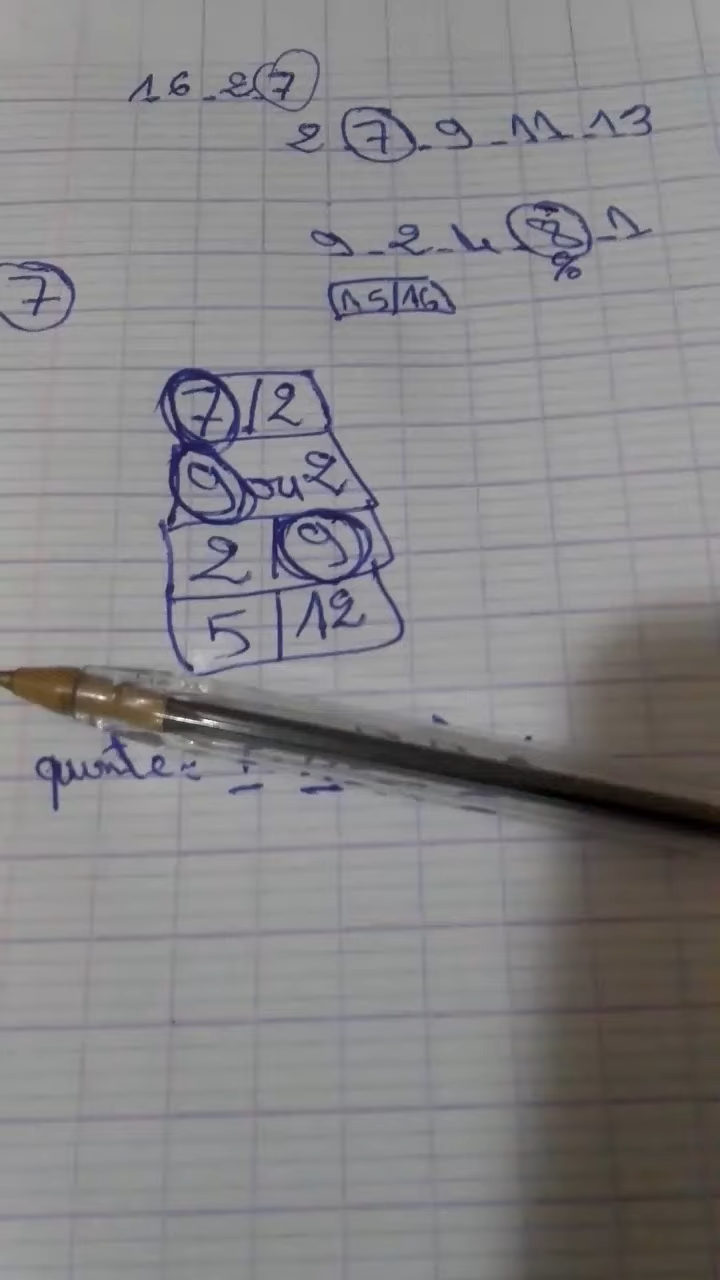 16-2 7
2 7-9-11-13
9-2-4 8-1
%
7
15/16
7/2
9 ou 2
2 | 9
5 | 12
quinte=